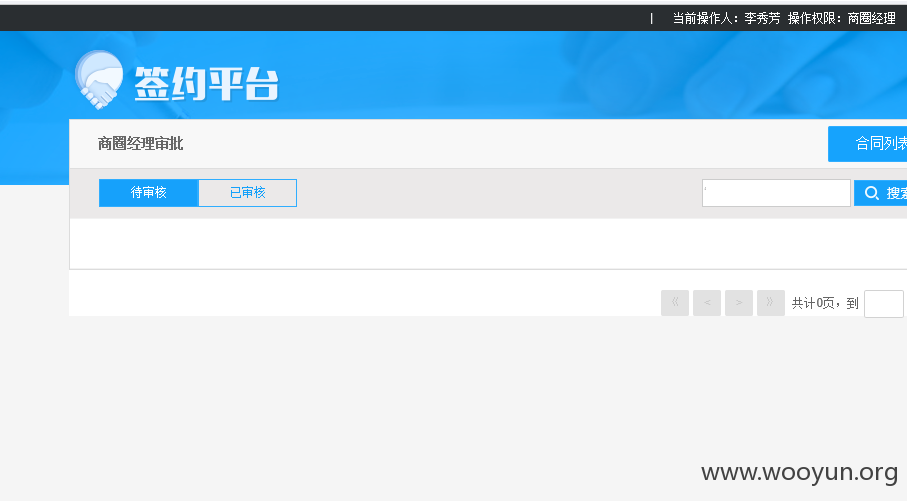 | 当前操作人：李秀芳 操作权限：商圈经理
签约平台
商圈经理审批
合同列表
待审核 已审核
搜索
《 < > 》 共计0页，到
www.wooyun.org